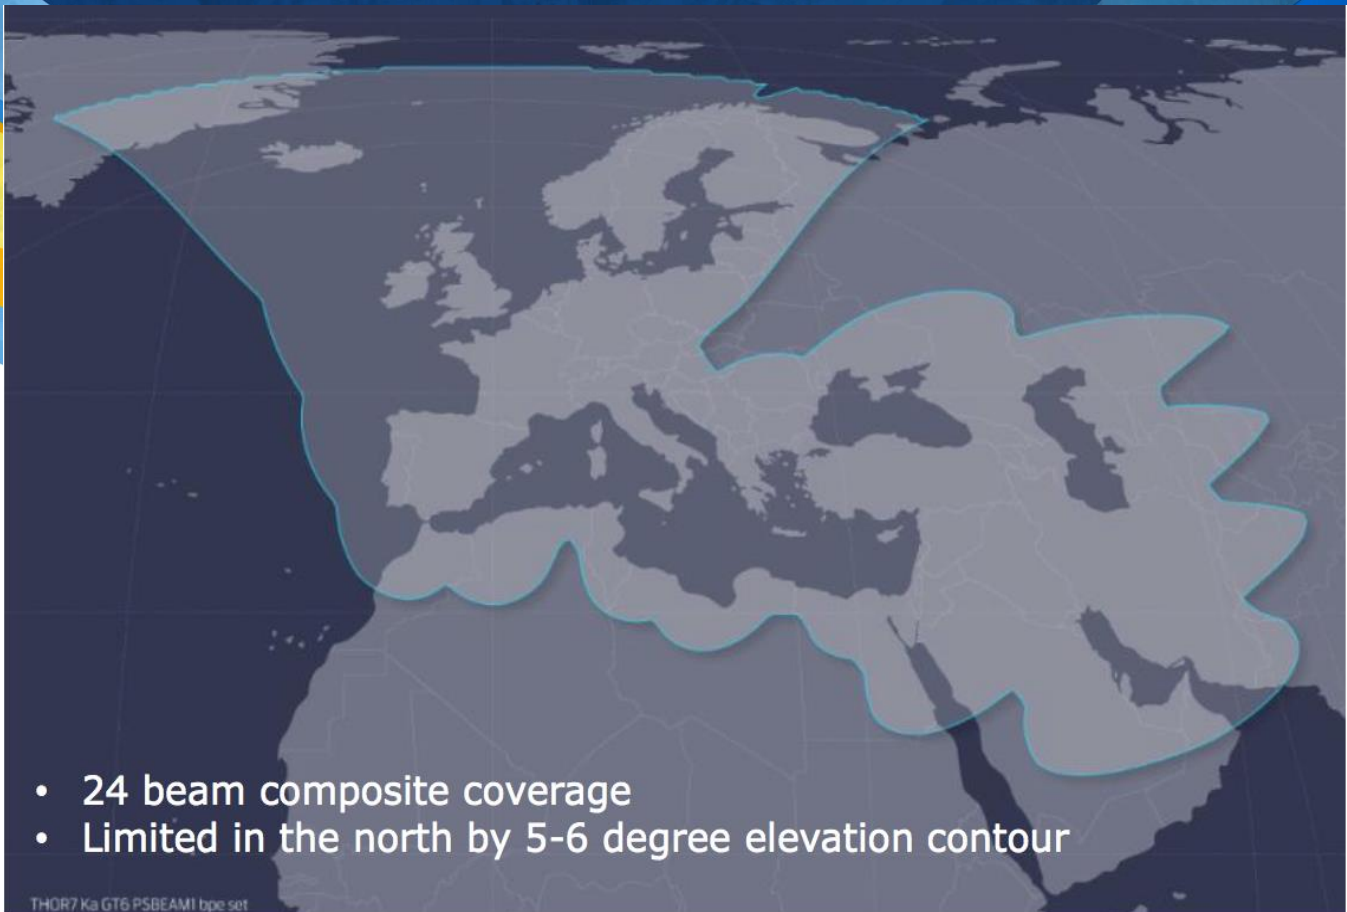 • 24 beam composite coverage
• Limited in the north by 5-6 degree elevation contour
THOR7 Ka GT6 PSBEAM1 bpe set